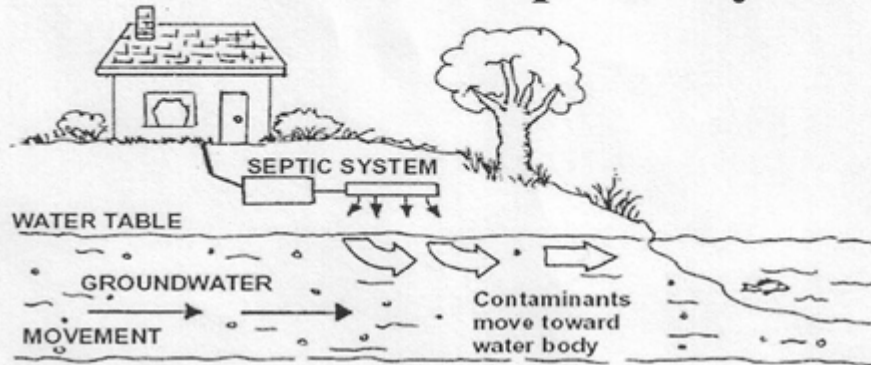 SEPTIC SYSTEM
WATER TABLE
GROUNDWATER
MOVEMENT
Contaminants
move toward
water body